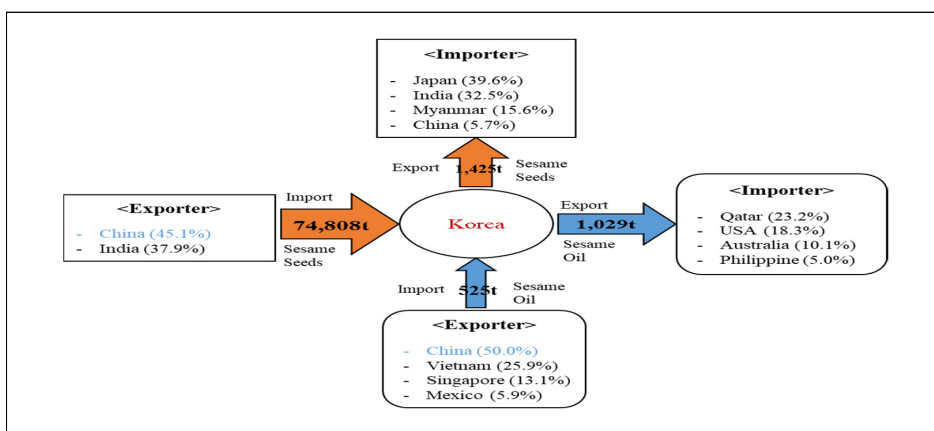 <Importer>
- Japan (39.6%)
- India (32.5%)
- Myanmar (15.6%)
- China (5.7%)
Export
1,425t
Sesame
Seeds
<Exporter>
- China (45.1%)
- India (37.9%)
Import
74,808t
Sesame
Seeds
Korea
Export
1,029t
Sesame
Oil
<Importer>
- Qatar (23.2%)
- USA (18.3%)
- Australia (10.1%)
- Philippine (5.0%)
Import
525t
Sesame
Oil
<Exporter>
- China (50.0%)
- Vietnam (25.9%)
- Singapore (13.1%)
- Mexico (5.9%)